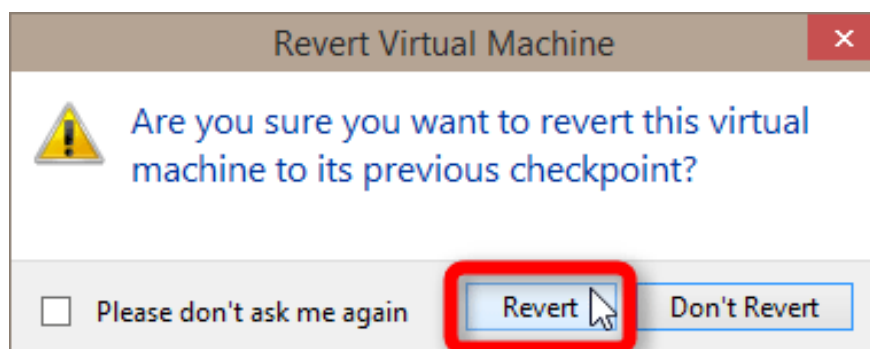 Revert Virtual Machine
Are you sure you want to revert this virtual
machine to its previous checkpoint?
Please don't ask me again
Revert
Don't Revert